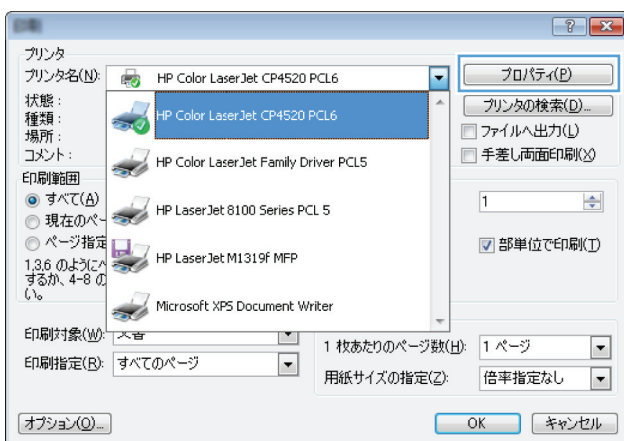 プリンタ
プリンタ名(N): HP Color LaserJet CP4520 PCL6 プロパティ(P)
状態 : HP Color LaserJet CP4520 PCL6 プリンタの検索(D)...
種類 :
場所 : ファイルへ出力(L)
コメント : HP Color LaserJet Family Driver PCL5 手差し両面印刷(X)
印刷範囲
すべて(A) HP LaserJet 8100 Series PCL 5 1
現在のペー
ページ指定 HP LaserJet M1319f MFP 部単位で印刷(T)
1,3,6 のように
するか、4-8 の
い。 Microsoft XPS Document Writer
印刷対象(W): 1 枚あたりのページ数(H): 1 ページ
印刷指定(R): すべてのページ 用紙サイズの指定(Z): 倍率指定なし
オプション(O)... OK キャンセル